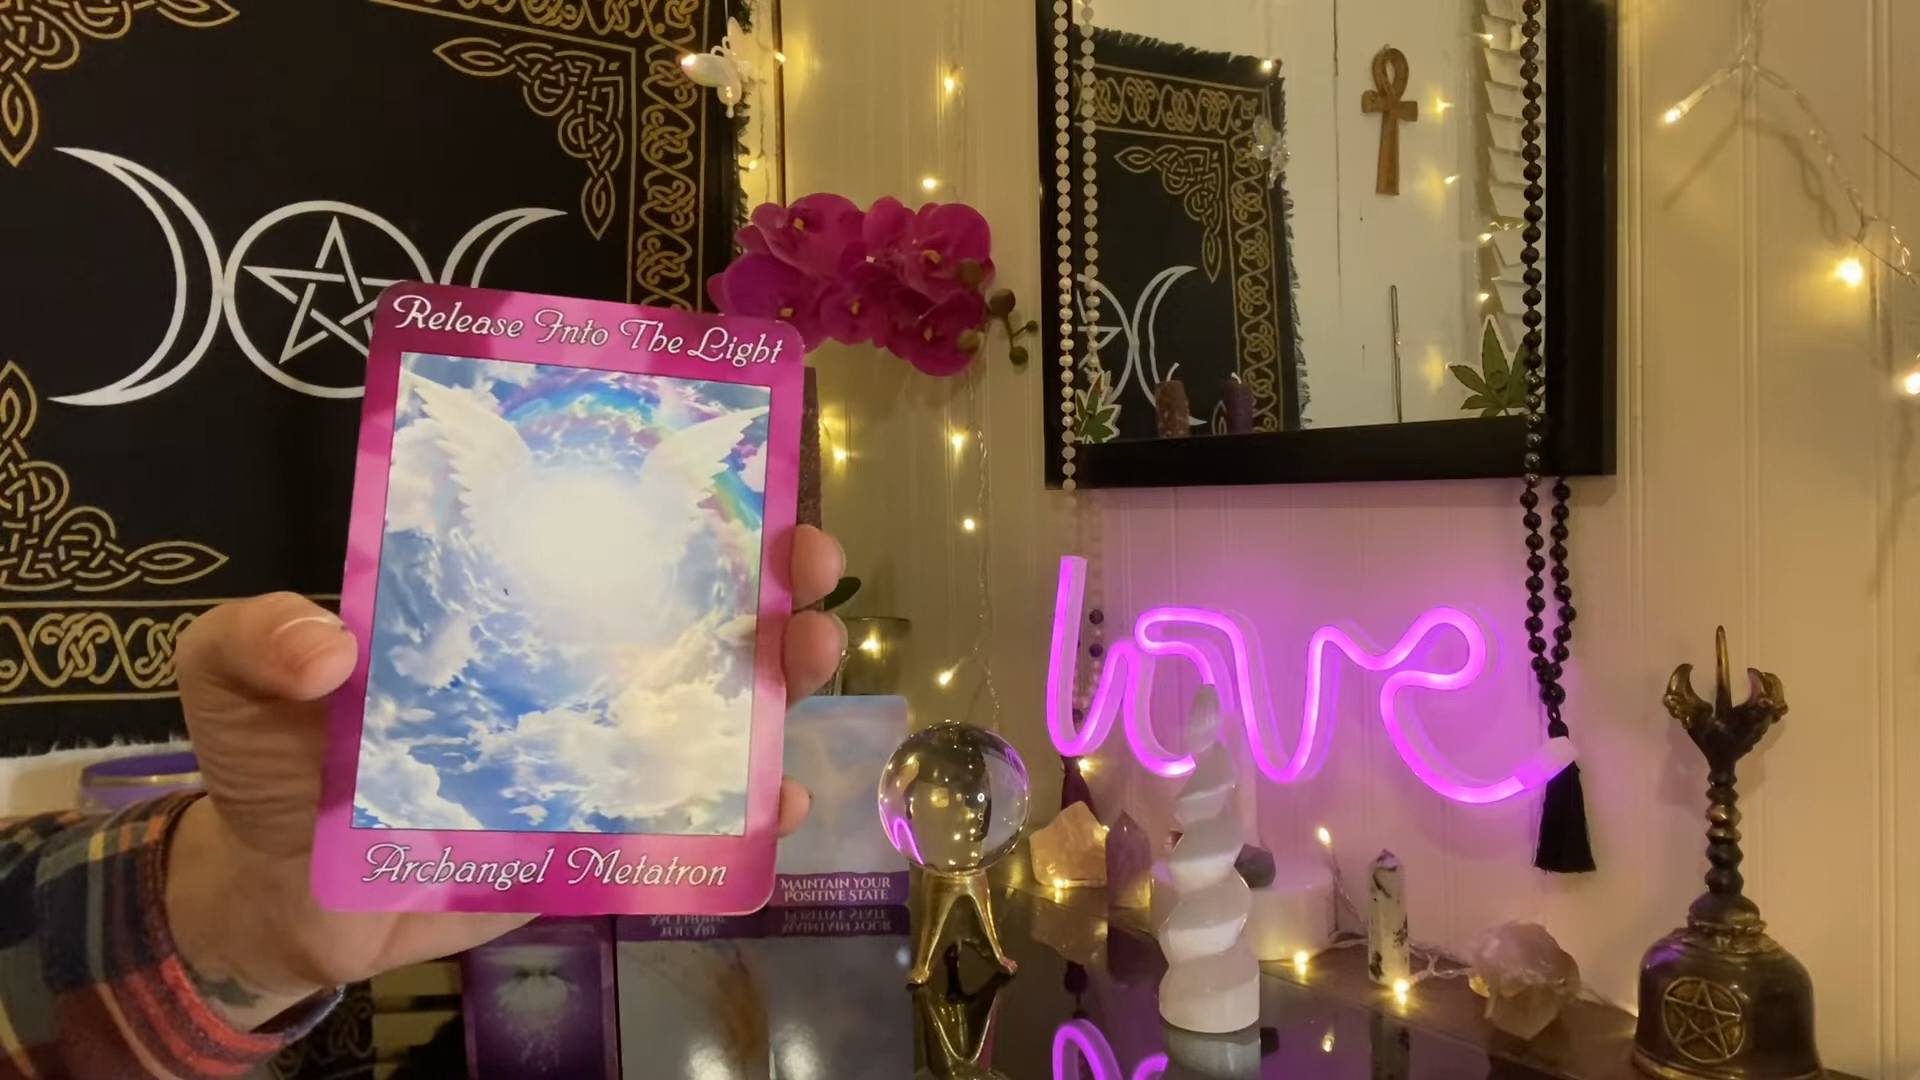 Release Into The Light
Archangel Metatron
love
MAINTAIN YOUR
POSITIVE STATE